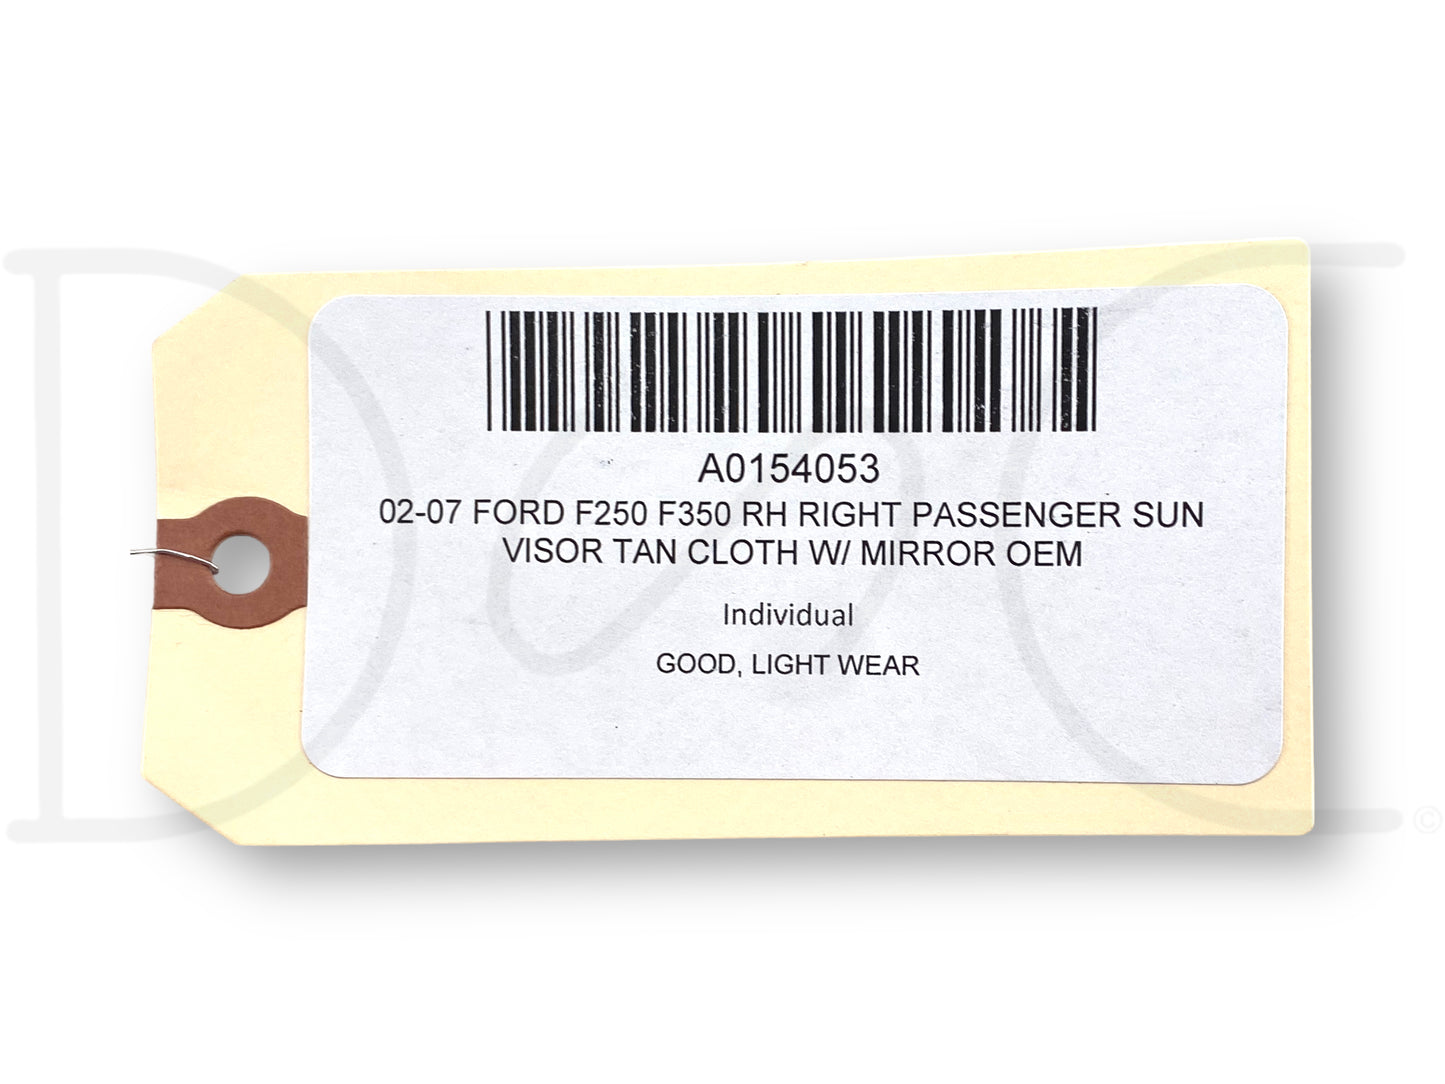 A0154053
02-07 FORD F250 F350 RH RIGHT PASSENGER SUN
VISOR TAN CLOTH W/ MIRROR OEM
Individual
GOOD, LIGHT WEAR
©